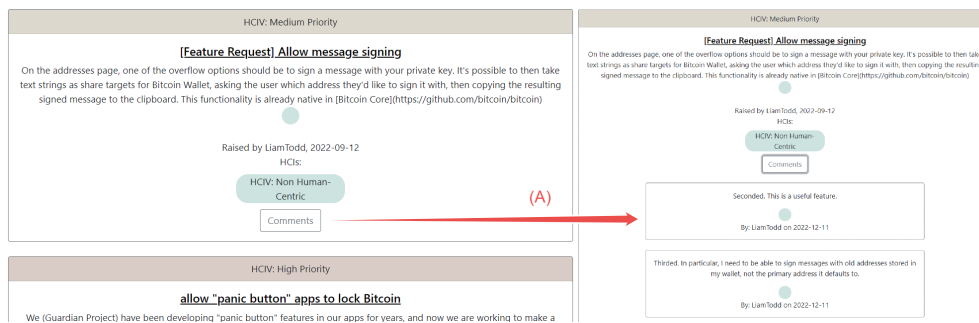 HCIV: Medium Priority
[Feature Request] Allow message signing
On the addresses page, one of the overflow options should be to sign a message with your private key. It's possible to then take
text strings as share targets for Bitcoin Wallet, asking the user which address they'd like to sign it with, then copying the resulting
signed message to the clipboard. This functionality is already native in [Bitcoin Core](https://github.com/bitcoin/bitcoin)
Raised by LiamTodd, 2022-09-12
HCIs:
HCIV: Non Human-
Centric
Comments
HCIV: High Priority
allow "panic button" apps to lock Bitcoin
We (Guardian Project) have been developing "panic button" features in our apps for years, and now we are working to make a
(A)
HCIV: Medium Priority
[Feature Request] Allow message signing
On the addresses page, one of the overflow options should be to sign a message with your private key. It's possible to then take
text strings as share targets for Bitcoin Wallet, asking the user which address they'd like to sign it with, then copying the resulting
signed message to the clipboard. This functionality is already native in [Bitcoin Core](https://github.com/bitcoin/bitcoin)
Raised by LiamTodd, 2022-09-12
HCIs:
HCIV: Non Human-
Centric
Comments
Seconded. This is a useful feature.
By: LiamTodd on 2022-12-11
Thirded. In particular, I need to be able to sign messages with old addresses stored in
my wallet, not the primary address it defaults to.
By: LiamTodd on 2022-12-11